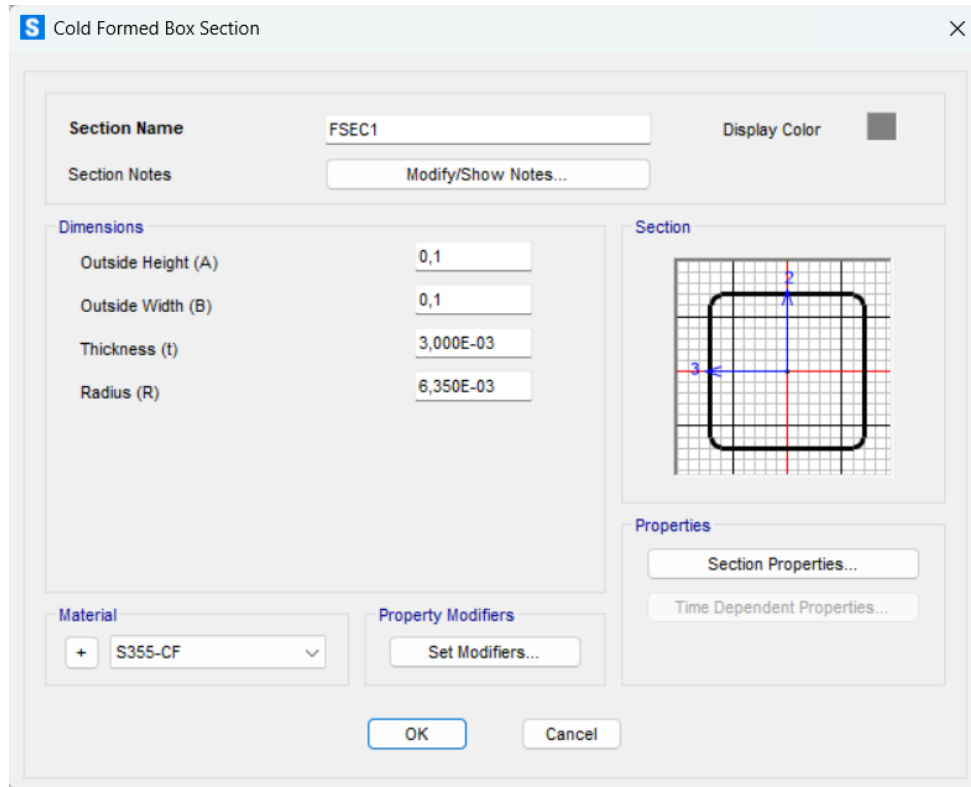 S Cold Formed Box Section
Section Name FSEC1 Display Color
Section Notes Modify/Show Notes...
Dimensions
Outside Height (A) 0,1
Outside Width (B) 0,1
Thickness (t) 3,000E-03
Radius (R) 6,350E-03
Section
2
3
Properties
Section Properties...
Time Dependent Properties...
Material
+ S355-CF
Property Modifiers
Set Modifiers...
OK Cancel